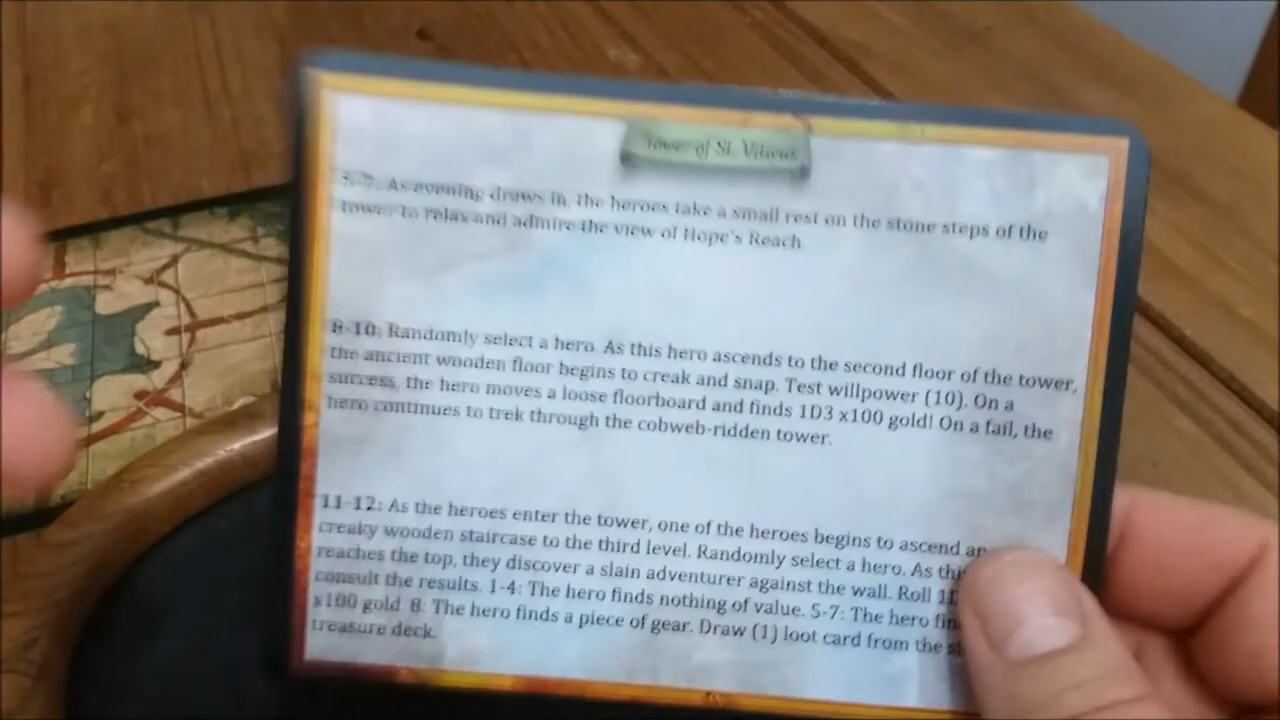 Tower of St. Viticus
5-7: As evening draws in, the heroes take a small rest on the stone steps of the
tower to relax and admire the view of Hope's Reach.
8-10: Randomly select a hero. As this hero ascends to the second floor of the tower,
the ancient wooden floor begins to creak and snap. Test willpower (10). On a
success, the hero moves a loose floorboard and finds 1D3 x100 gold! On a fail, the
hero continues to trek through the cobweb-ridden tower.
11-12: As the heroes enter the tower, one of the heroes begins to ascend
creaky wooden staircase to the third level. Randomly select a hero. As
reaches the top, they discover a slain adventurer against the wall. Roll
consult the results. 1-4: The hero finds nothing of value. 5-7: The hero
x100 gold. 8: The hero finds a piece of gear. Draw (1) loot card from the
treasure deck.